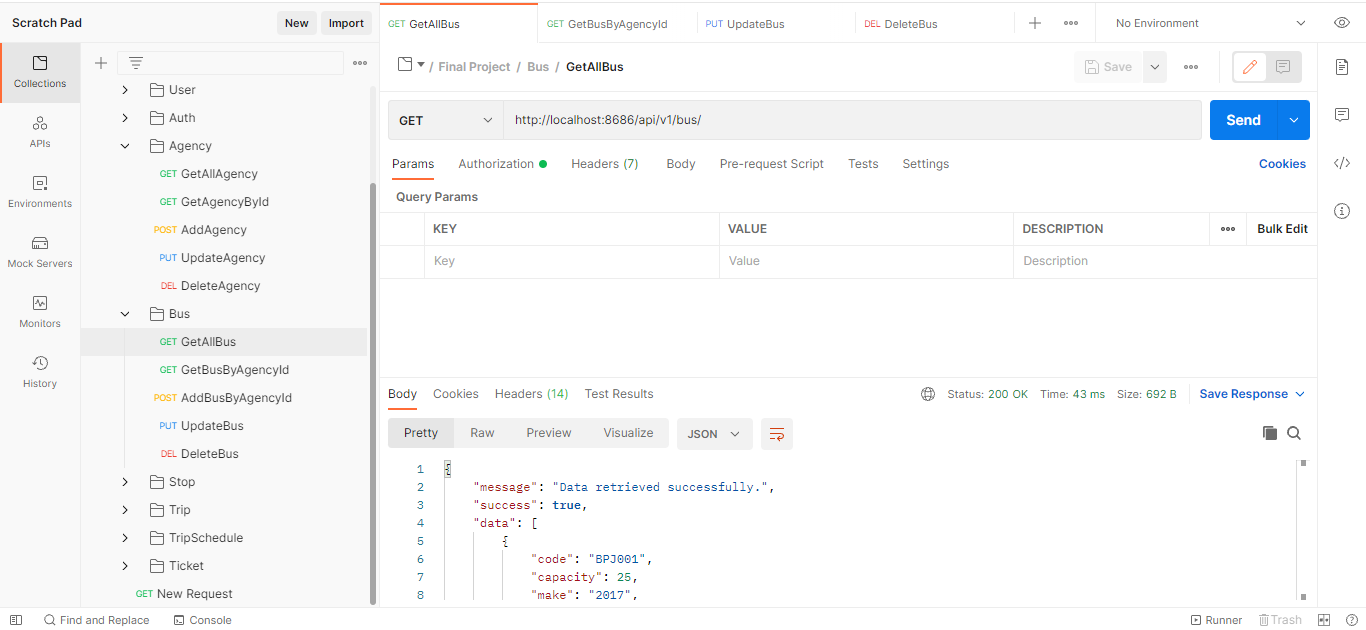 Scratch Pad
New
Import
GET GetAllBus
GET GetBusByAgencyId
PUT UpdateBus
DEL DeleteBus
No Environment
Collections
APIs
Environments
Mock Servers
Monitors
History
User
Auth
Agency
GET GetAllAgency
GET GetAgencyById
POST AddAgency
PUT UpdateAgency
DEL DeleteAgency
Bus
GET GetAllBus
GET GetBusByAgencyId
POST AddBusByAgencyId
PUT UpdateBus
DEL DeleteBus
Stop
Trip
TripSchedule
Ticket
GET New Request
/ Final Project / Bus / GetAllBus
Save
GET
http://localhost:8686/api/v1/bus/
Send
Params
Authorization
Headers (7)
Body
Pre-request Script
Tests
Settings
Cookies
Query Params
KEY
VALUE
DESCRIPTION
Bulk Edit
Key
Value
Description
Body
Cookies
Headers (14)
Test Results
Status: 200 OK
Time: 43 ms
Size: 692 B
Save Response
Pretty
Raw
Preview
Visualize
JSON
1 {
2 "message": "Data retrieved successfully.",
3 "success": true,
4 "data": [
5 {
6 "code": "BPJ001",
7 "capacity": 25,
8 "make": "2017",
Find and Replace
Console
Runner
Trash